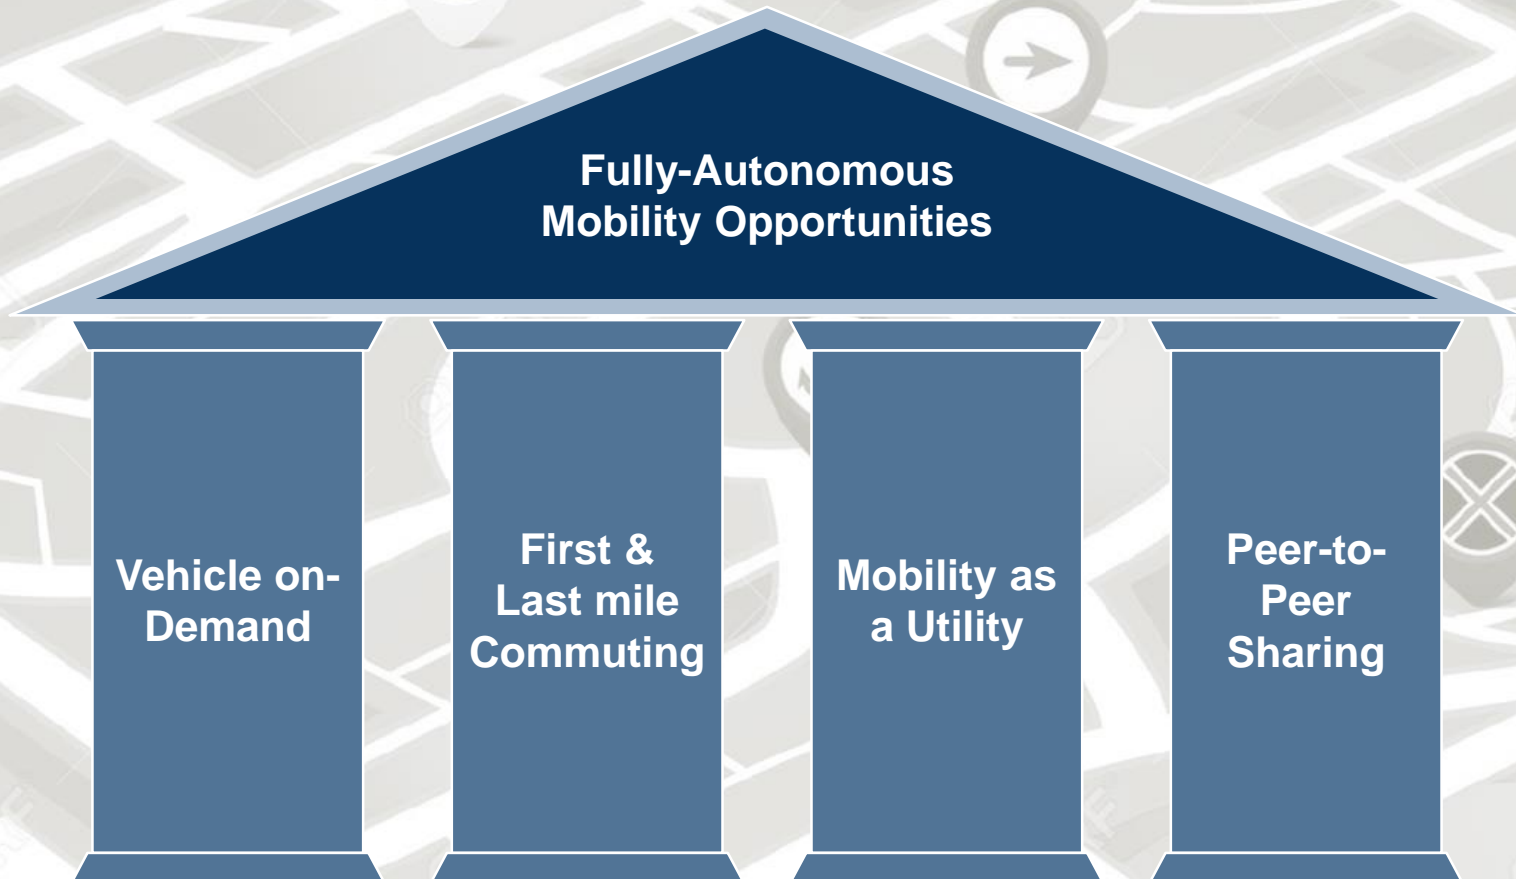 Fully-Autonomous
Mobility Opportunities
Vehicle on-
Demand
First &
Last mile
Commuting
Mobility as
a Utility
Peer-to-
Peer
Sharing